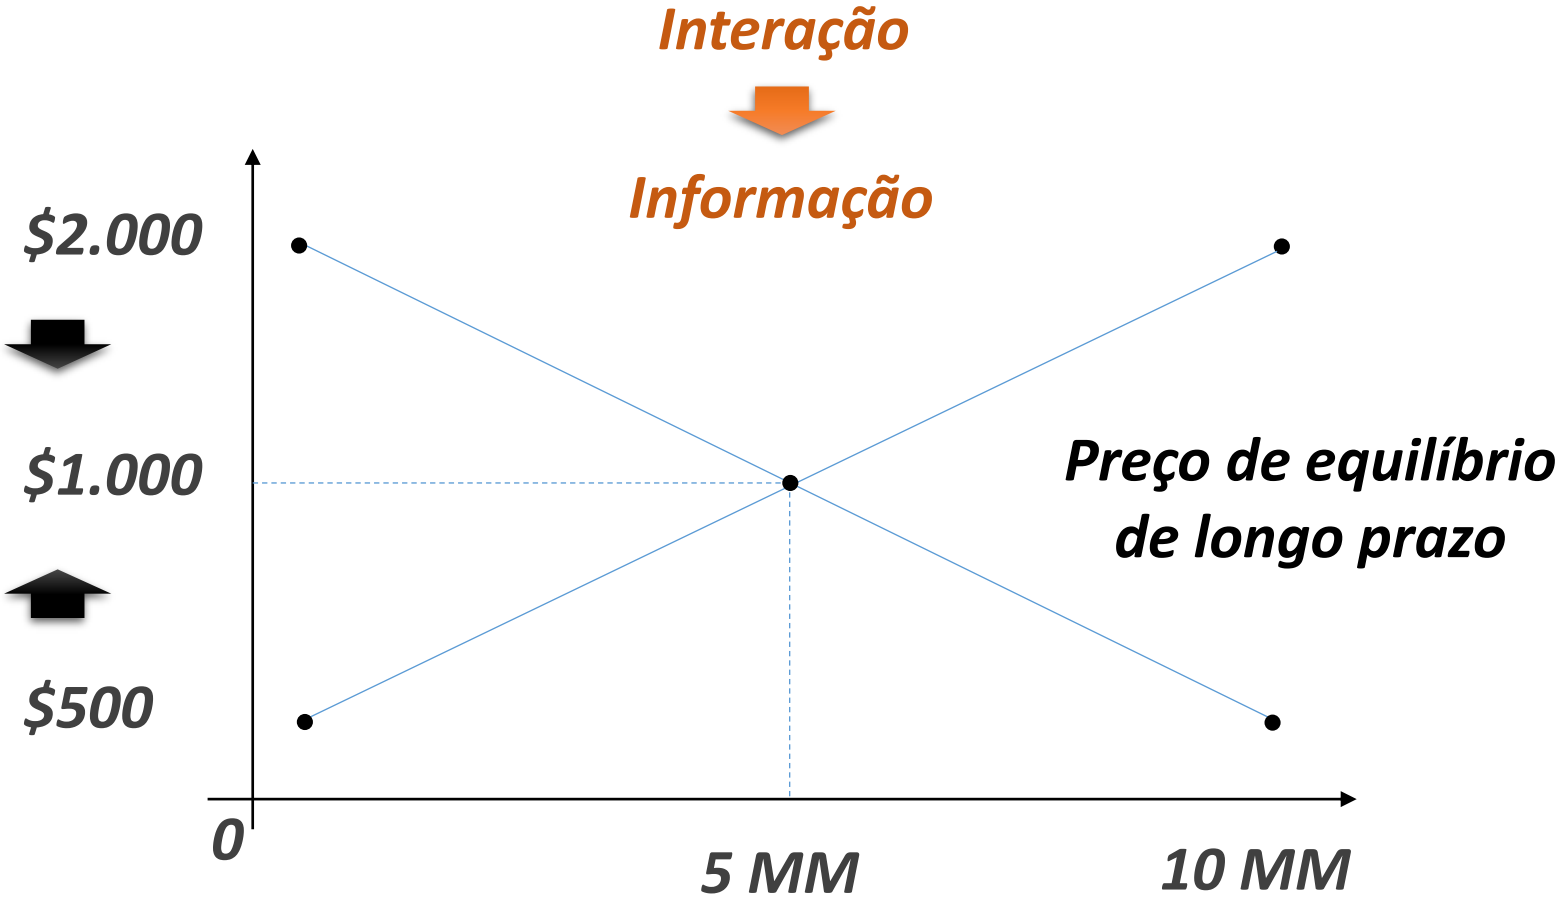 Interação
Informação
$2.000
$1.000
Preço de equilíbrio
de longo prazo
$500
0
5 MM
10 MM